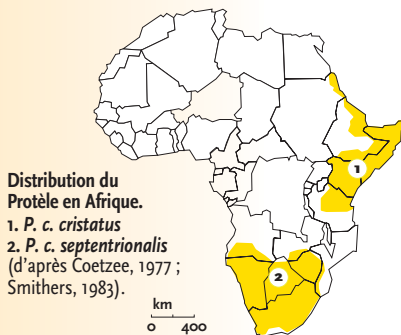 Distribution du
Protèle en Afrique.
1. P. c. cristatus
2. P. c. septentrionalis
(d'après Coetzee, 1977 ;
Smithers, 1983).
km
0 400
1
2